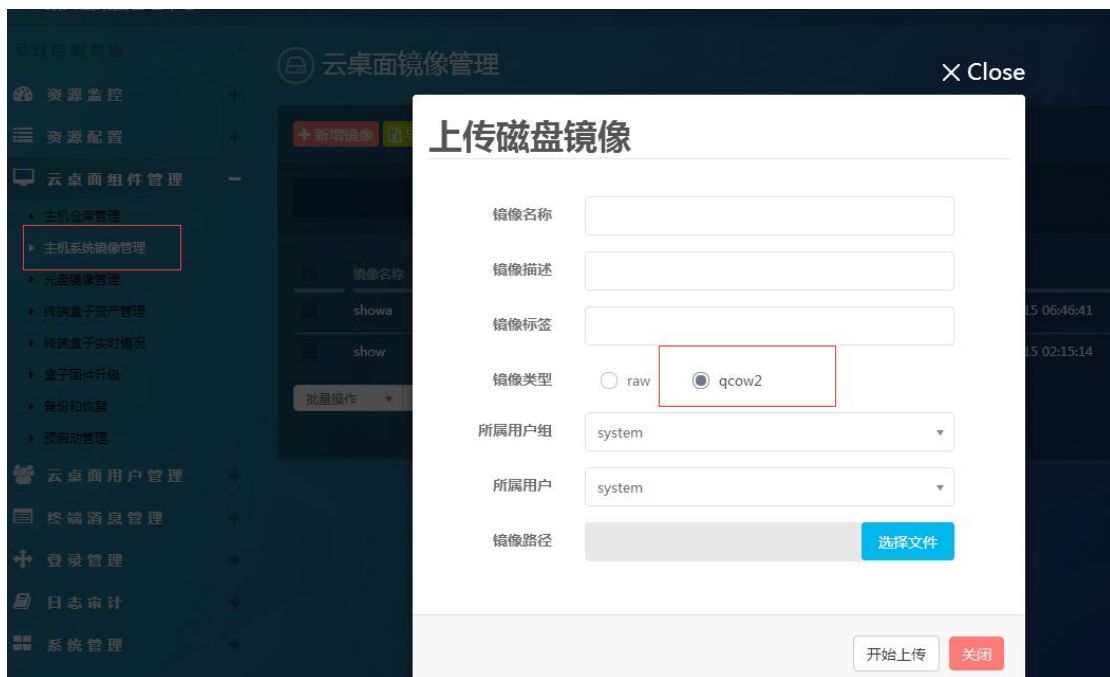 平台控制面板
资源监控
资源配置
云桌面组件管理
主机仓库管理
主机系统镜像管理
光盘镜像管理
终端盒子资产管理
终端盒子实时情况
盒子固件升级
备份和恢复
预启动管理
云桌面用户管理
终端消息管理
登录管理
日志审计
系统管理
云桌面镜像管理
新增镜像
镜像名称
showa
15 06:46:41
show
15 02:15:14
批量操作
Close
上传磁盘镜像
镜像名称
镜像描述
镜像标签
镜像类型 raw qcow2
所属用户组 system
所属用户 system
镜像路径 选择文件
开始上传 关闭